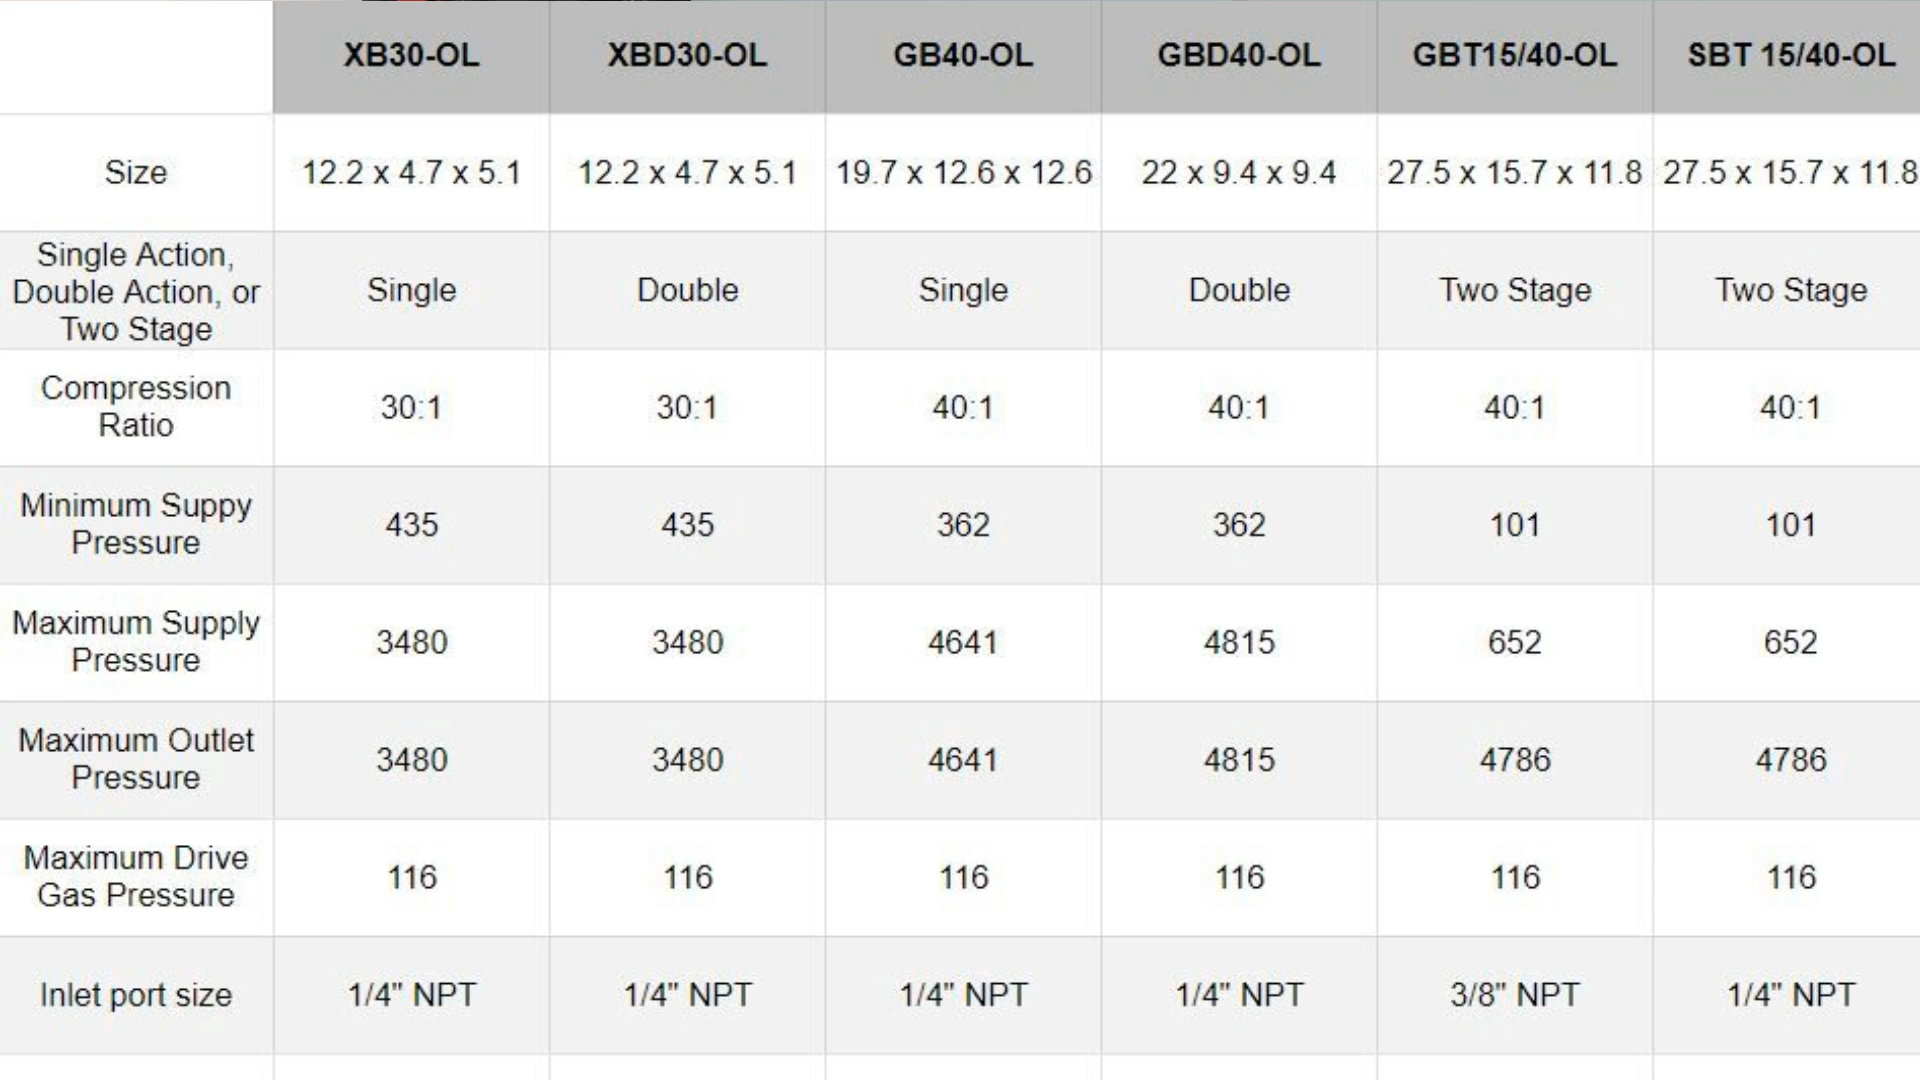 XB30-OL XBD30-OL GB40-OL GBD40-OL GBT15/40-OL SBT 15/40-OL
Size 12.2 x 4.7 x 5.1 12.2 x 4.7 x 5.1 19.7 x 12.6 x 12.6 22 x 9.4 x 9.4 27.5 x 15.7 x 11.8 27.5 x 15.7 x 11.8
Single Action,
Double Action, or
Two Stage
Single Double Single Double Two Stage Two Stage
Compression
Ratio
30:1 30:1 40:1 40:1 40:1 40:1
Minimum Suppy
Pressure
435 435 362 362 101 101
Maximum Supply
Pressure
3480 3480 4641 4815 652 652
Maximum Outlet
Pressure
3480 3480 4641 4815 4786 4786
Maximum Drive
Gas Pressure
116 116 116 116 116 116
Inlet port size 1/4" NPT 1/4" NPT 1/4" NPT 1/4" NPT 3/8" NPT 1/4" NPT